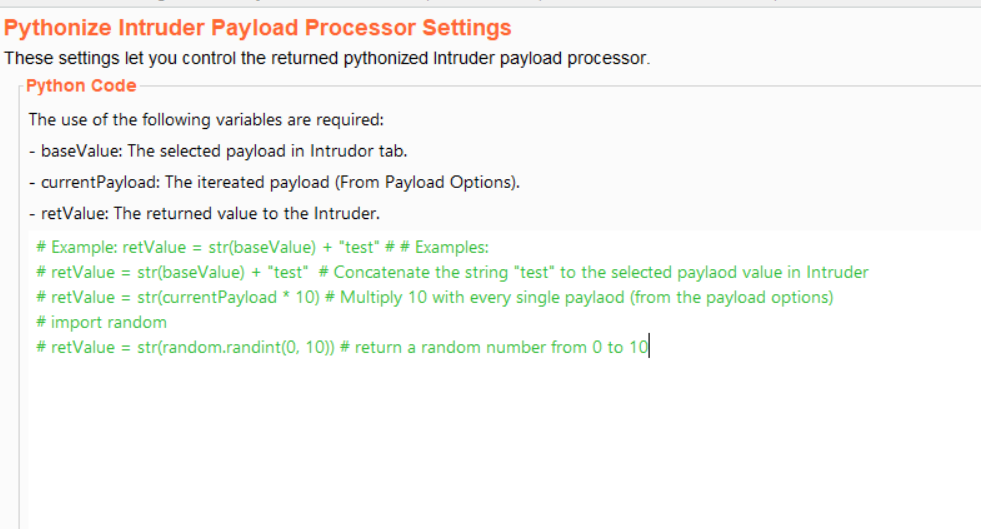 Pythonize Intruder Payload Processor Settings
These settings let you control the returned pythonized Intruder payload processor.
Python Code
The use of the following variables are required:
- baseValue: The selected payload in Intrudor tab.
- currentPayload: The itereated payload (From Payload Options).
- retValue: The returned value to the Intruder.
# Example: retValue = str(baseValue) + "test" # # Examples:
# retValue = str(baseValue) + "test"  # Concatenate the string "test" to the selected paylaod value in Intruder
# retValue = str(currentPayload * 10) # Multiply 10 with every single paylaod (from the payload options)
# import random
# retValue = str(random.randint(0, 10)) # return a random number from 0 to 10